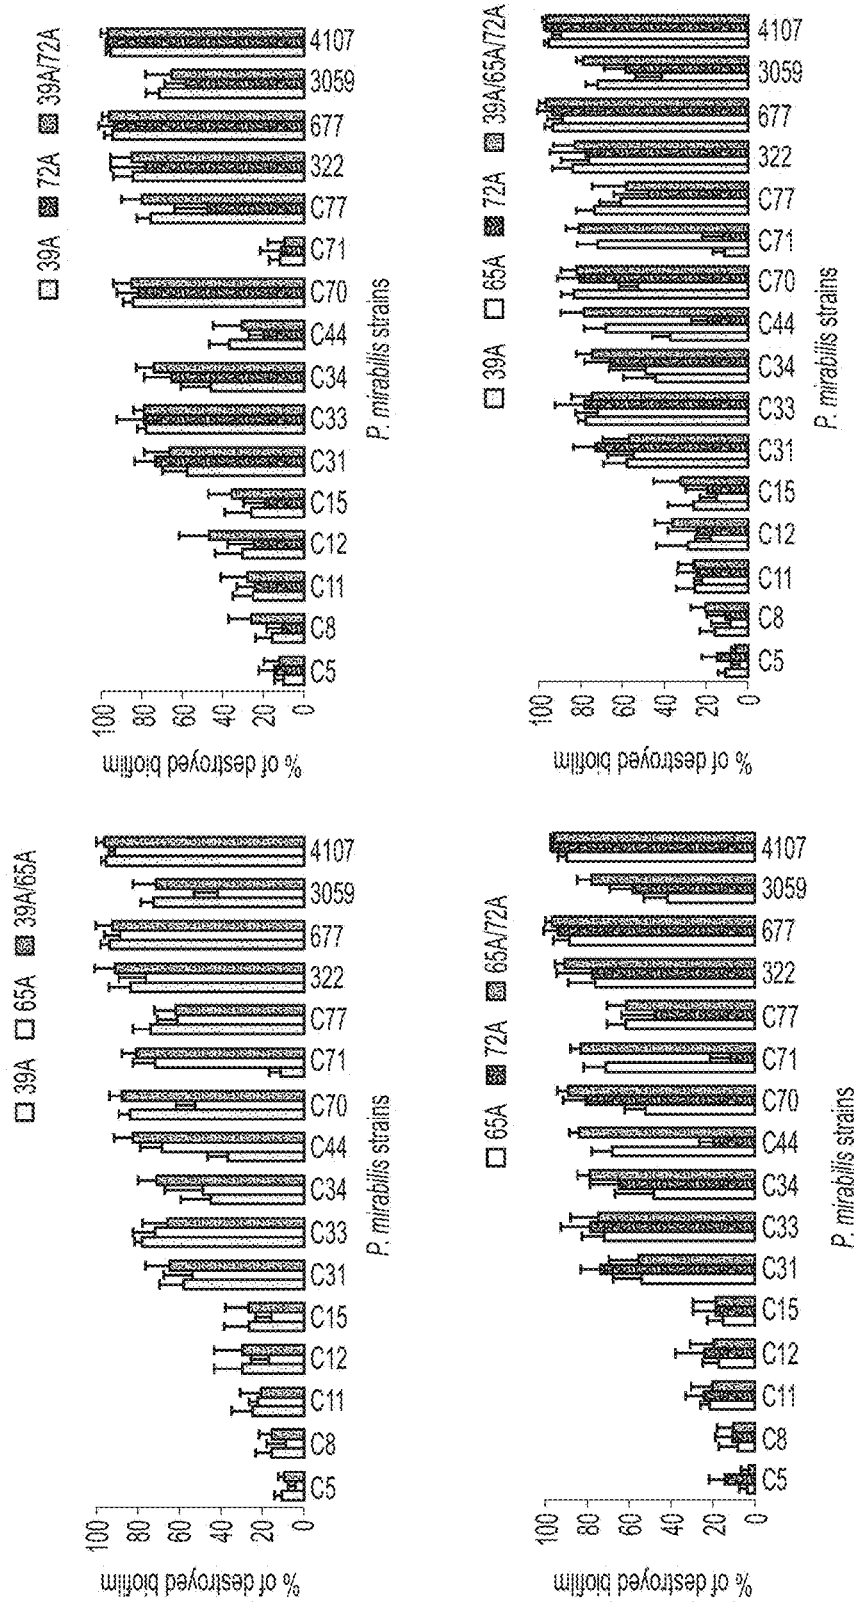 39A 65A 39A/65A
% of destroyed biofilm
100
80
60
40
20
0
C5 C8 C11 C12 C15 C31 C33 C34 C44 C70 C71 C77 322 677 3059 4107
P. mirabilis strains
39A 72A 39A/72A
% of destroyed biofilm
100
80
60
40
20
0
C5 C8 C11 C12 C15 C31 C33 C34 C44 C70 C71 C77 322 677 3059 4107
P. mirabilis strains
65A 72A 65A/72A
% of destroyed biofilm
100
80
60
40
20
0
C5 C8 C11 C12 C15 C31 C33 C34 C44 C70 C71 C77 322 677 3059 4107
P. mirabilis strains
39A 65A 72A 39A/65A/72A
% of destroyed biofilm
100
80
60
40
20
0
C5 C8 C11 C12 C15 C31 C33 C34 C44 C70 C71 C77 322 677 3059 4107
P. mirabilis strains